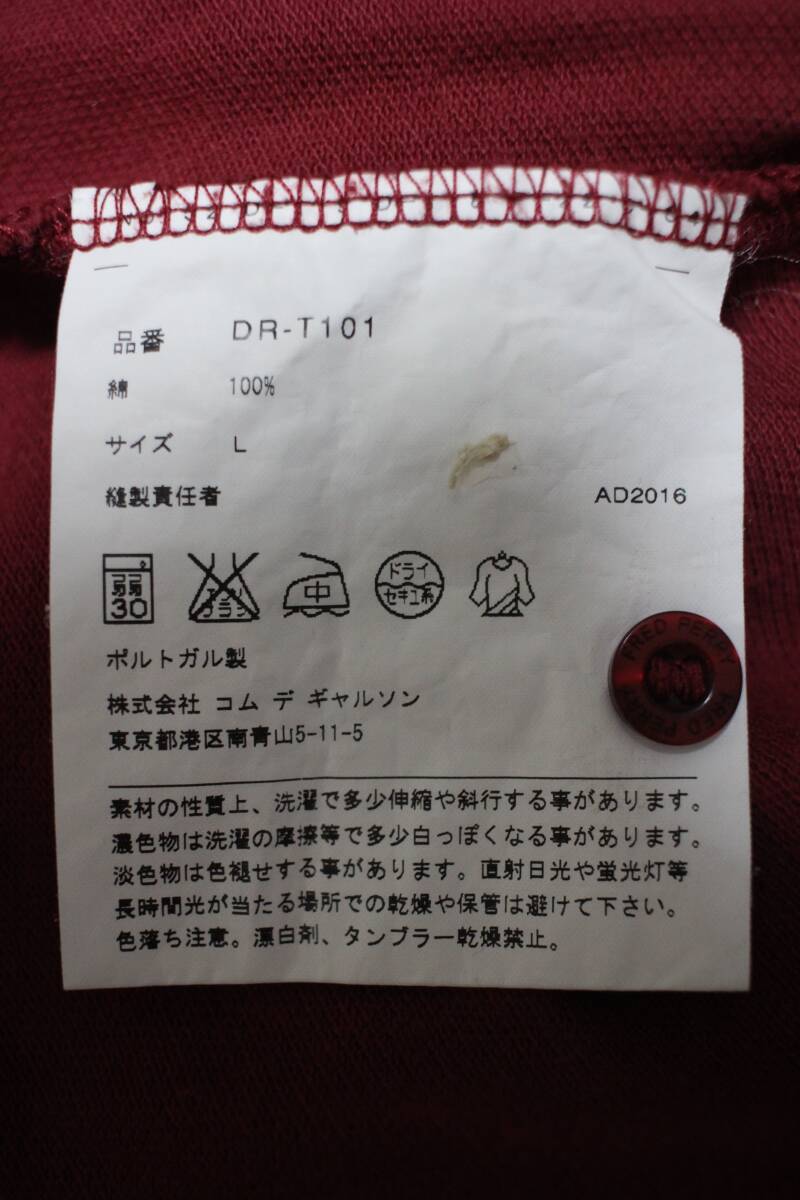 品番 DR-T101
綿 100%
サイズ L
縫製責任者 AD2016
弱 30
中
ドライ
セキユ系
ポルトガル製
株式会社 コム デ ギャルソン
東京都港区南青山5-11-5
FRED PERRY
FRED PERRY
素材の性質上、洗濯で多少伸縮や斜行する事があります。
濃色物は洗濯の摩擦等で多少白っぽくなる事があります。
淡色物は色褪せする事があります。直射日光や蛍光灯等
長時間光が当たる場所での乾燥や保管は避けて下さい。
色落ち注意。漂白剤、タンブラー乾燥禁止。